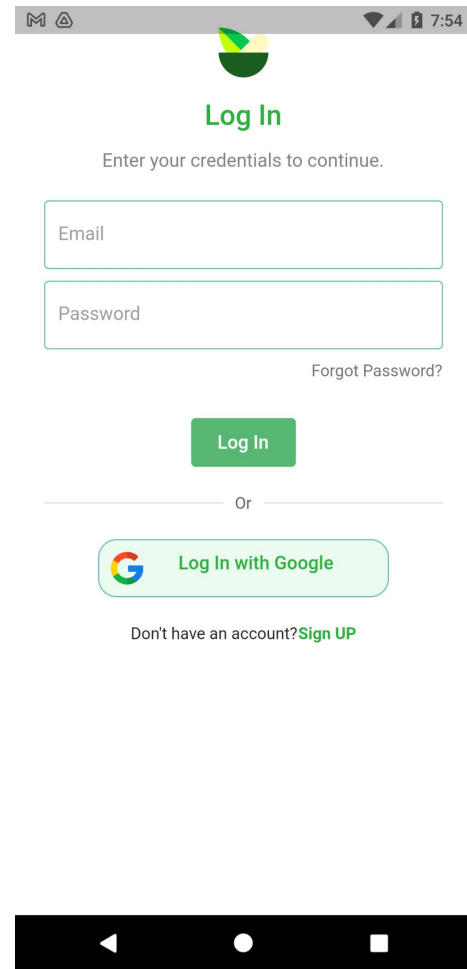 7:54
Log In
Enter your credentials to continue.
Email
Password
Forgot Password?
Log In
Or
Log In with Google
Don't have an account?Sign UP